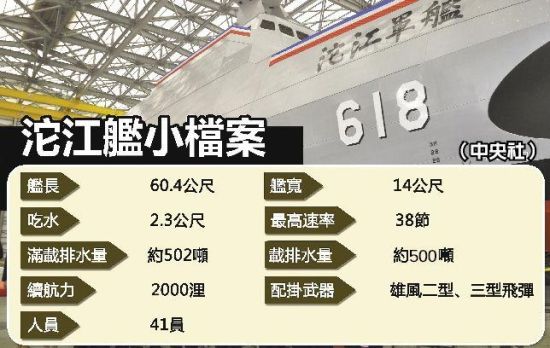 沱江軍艦
618
沱江艦小檔案
(中央社)
艦長 60.4公尺 艦寬 14公尺
吃水 2.3公尺 最高速率 38節
滿載排水量 約502噸 載排水量 約500噸
續航力 2000浬 配掛武器 雄風二型、三型飛彈
人員 41員